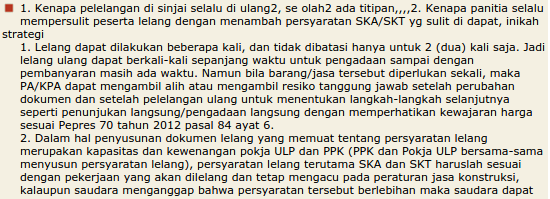 1. Kenapa pelelangan di sinjai selalu di ulang2, se olah2 ada titipan,,,,2. Kenapa panitia selalu
mempersulit peserta lelang dengan menambah persyaratan SKA/SKT yg sulit di dapat, inikah
strategi
1. Lelang dapat dilakukan beberapa kali, dan tidak dibatasi hanya untuk 2 (dua) kali saja. Jadi
lelang ulang dapat berkali-kali sepanjang waktu untuk pengadaan sampai dengan
pembanyaran masih ada waktu. Namun bila barang/jasa tersebut diperlukan sekali, maka
PA/KPA dapat mengambil alih atau mengambil resiko tanggung jawab setelah perubahan
dokumen dan setelah pelelangan ulang untuk menentukan langkah-langkah selanjutnya
seperti penunjukan langsung/pengadaan langsung dengan memperhatikan kewajaran harga
sesuai Pepres 70 tahun 2012 pasal 84 ayat 6.
2. Dalam hal penyusunan dokumen lelang yang memuat tentang persyaratan lelang
merupakan kapasitas dan kewenangan pokja ULP dan PPK (PPK dan Pokja ULP bersama-sama
menyusun persyaratan lelang), persyaratan lelang terutama SKA dan SKT haruslah sesuai
dengan pekerjaan yang akan dilelang dan tetap mengacu pada peraturan jasa konstruksi,
kalaupun saudara menganggap bahwa persyaratan tersebut berlebihan maka saudara dapat